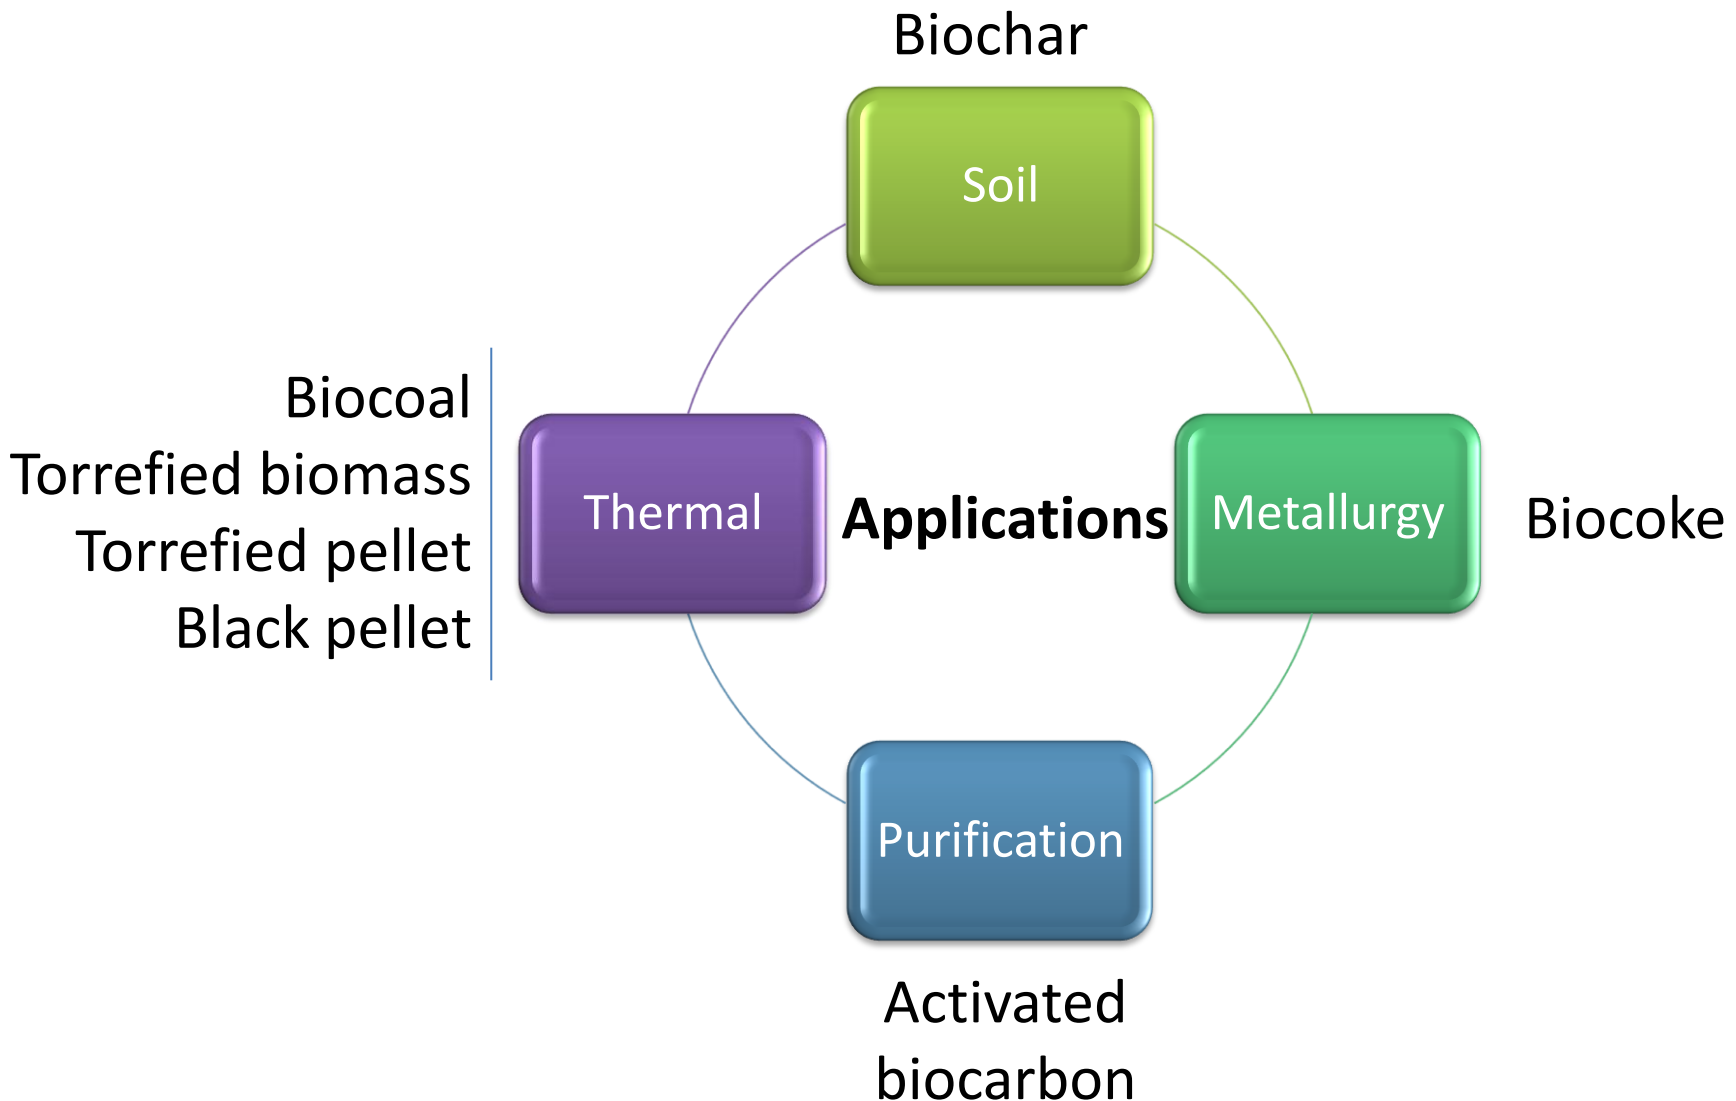 Biochar
Soil
Biocoal
Torrefied biomass
Torrefied pellet
Black pellet
Thermal
Applications
Metallurgy
Biocoke
Purification
Activated
biocarbon